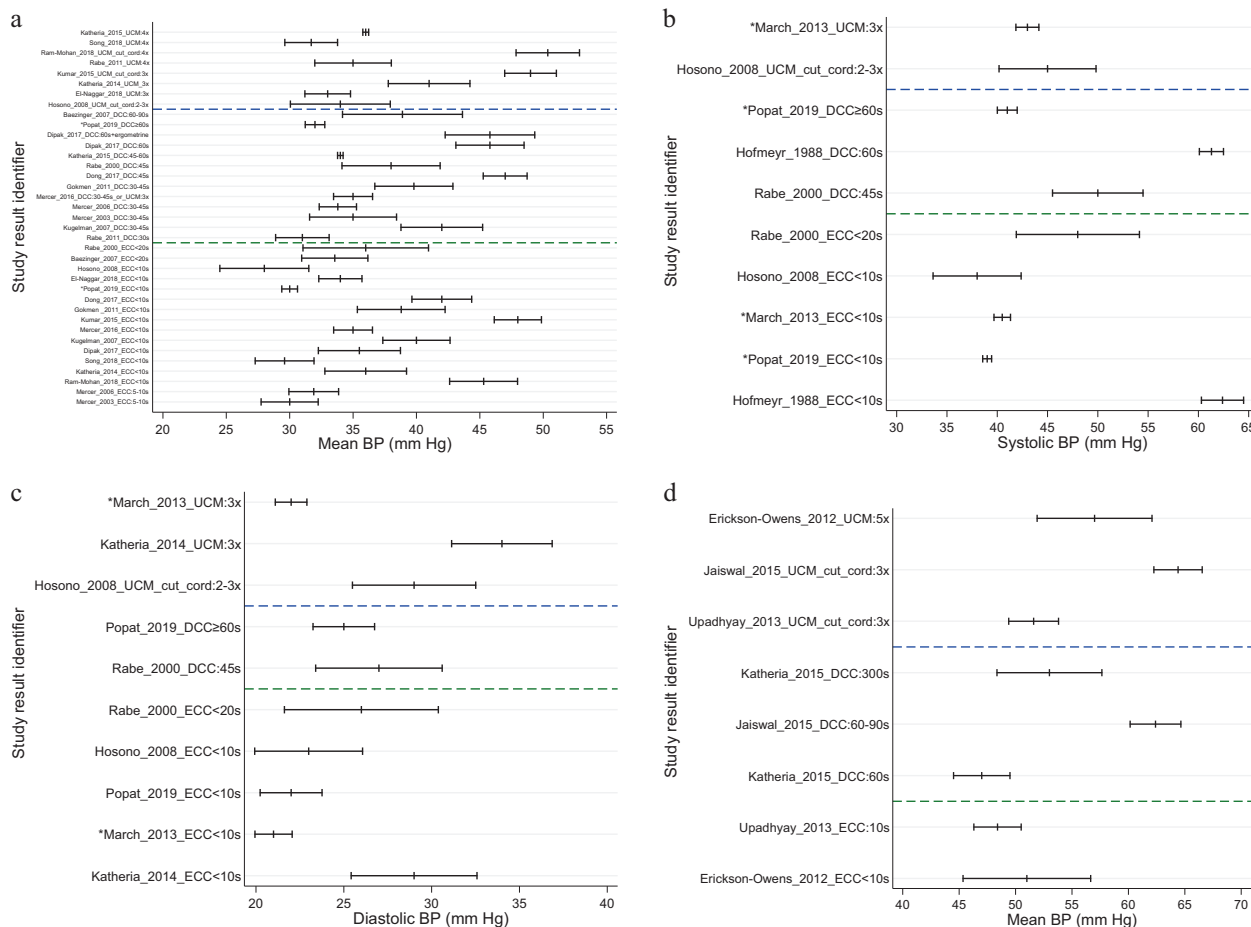 a
Study result identifier
Katheria_2015_UCM:4x
Song_2018_UCM:4x
Ram-Mohan_2018_UCM_cut_cord:4x
Rabe_2011_UCM:4x
Kumar_2015_UCM_cut_cord:3x
Katheria_2014_UCM_3x
El-Naggar_2018_UCM:3x
Hosono_2008_UCM_cut_cord:2-3x
Baezinger_2007_DCC:60-90s
*Popat_2019_DCC≥60s
Dipak_2017_DCC:60s+ergometrine
Dipak_2017_DCC:60s
Katheria_2015_DCC:45-60s
Rabe_2000_DCC:45s
Dong_2017_DCC:45s
Gokmen_2011_DCC:30-45s
Mercer_2016_DCC:30-45s_or_UCM:3x
Mercer_2006_DCC:30-45s
Mercer_2003_DCC:30-45s
Kugelman_2007_DCC:30-45s
Rabe_2011_DCC:30s
Rabe_2000_ECC<20s
Baezinger_2007_ECC<20s
Hosono_2008_ECC<10s
El-Naggar_2018_ECC<10s
*Popat_2019_ECC<10s
Dong_2017_ECC<10s
Gokmen_2011_ECC<10s
Kumar_2015_ECC<10s
Mercer_2016_ECC<10s
Kugelman_2007_ECC<10s
Dipak_2017_ECC<10s
Song_2018_ECC<10s
Katheria_2014_ECC<10s
Ram-Mohan_2018_ECC<10s
Mercer_2006_ECC:5-10s
Mercer_2003_ECC:5-10s
20 25 30 35 40 45 50 55
Mean BP (mm Hg)
b
Study result identifier
*March_2013_UCM:3x
Hosono_2008_UCM_cut_cord:2-3x
*Popat_2019_DCC≥60s
Hofmeyr_1988_DCC:60s
Rabe_2000_DCC:45s
Rabe_2000_ECC<20s
Hosono_2008_ECC<10s
*March_2013_ECC<10s
*Popat_2019_ECC<10s
Hofmeyr_1988_ECC<10s
30 35 40 45 50 55 60 65
Systolic BP (mm Hg)
c
Study result identifier
*March_2013_UCM:3x
Katheria_2014_UCM:3x
Hosono_2008_UCM_cut_cord:2-3x
Popat_2019_DCC≥60s
Rabe_2000_DCC:45s
Rabe_2000_ECC<20s
Hosono_2008_ECC<10s
Popat_2019_ECC<10s
*March_2013_ECC<10s
Katheria_2014_ECC<10s
20 25 30 35 40
Diastolic BP (mm Hg)
d
Study result identifier
Erickson-Owens_2012_UCM:5x
Jaiswal_2015_UCM_cut_cord:3x
Upadhyay_2013_UCM_cut_cord:3x
Katheria_2015_DCC:300s
Jaiswal_2015_DCC:60-90s
Katheria_2015_DCC:60s
Upadhyay_2013_ECC:10s
Erickson-Owens_2012_ECC<10s
40 45 50 55 60 65 70
Mean BP (mm Hg)